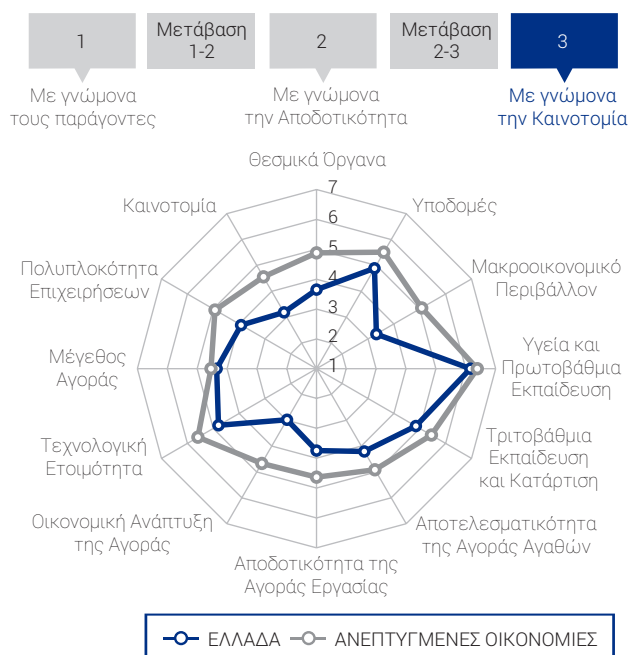 1
Μετάβαση
1-2
2
Μετάβαση
2-3
3
Με γνώμονα
τους παράγοντες
Με γνώμονα
την Αποδοτικότητα
Με γνώμονα
την Καινοτομία
Θεσμικά Όργανα
Υποδομές
Μακροοικονομικό
Περιβάλλον
Υγεία και
Πρωτοβάθμια
Εκπαίδευση
Τριτοβάθμια
Εκπαίδευση
και Κατάρτιση
Αποτελεσματικότητα
της Αγοράς Αγαθών
Αποδοτικότητα της
Αγοράς Εργασίας
Οικονομική Ανάπτυξη
της Αγοράς
Τεχνολογική
Ετοιμότητα
Μέγεθος
Αγοράς
Πολυπλοκότητα
Επιχειρήσεων
Καινοτομία
7
6
5
4
3
2
1
ΕΛΛΑΔΑ
ΑΝΕΠΤΥΓΜΕΝΕΣ ΟΙΚΟΝΟΜΙΕΣ